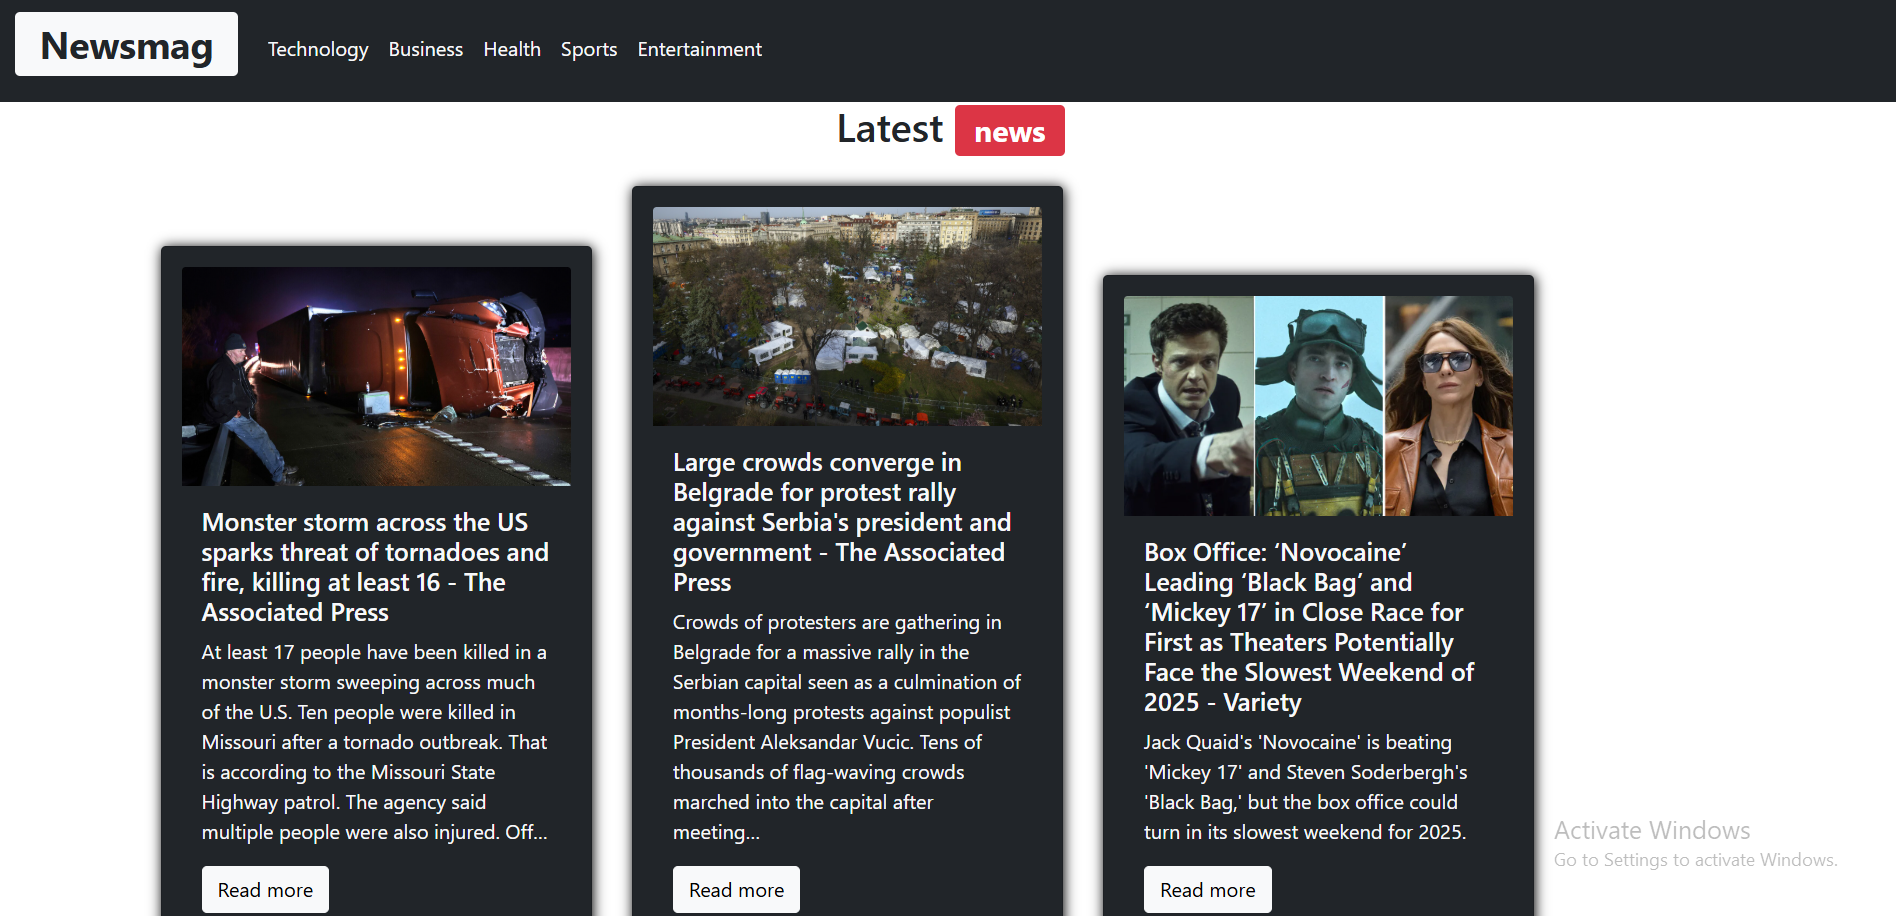 Newsmag
Technology Business Health Sports Entertainment
Latest news
Monster storm across the US
sparks threat of tornadoes and
fire, killing at least 16 - The
Associated Press
At least 17 people have been killed in a
monster storm sweeping across much
of the U.S. Ten people were killed in
Missouri after a tornado outbreak. That
is according to the Missouri State
Highway patrol. The agency said
multiple people were also injured. Off…
Read more
Large crowds converge in
Belgrade for protest rally
against Serbia's president and
government - The Associated
Press
Crowds of protesters are gathering in
Belgrade for a massive rally in the
Serbian capital seen as a culmination of
months-long protests against populist
President Aleksandar Vucic. Tens of
thousands of flag-waving crowds
marched into the capital after
meeting…
Read more
Box Office: ‘Novocaine’
Leading ‘Black Bag’ and
‘Mickey 17’ in Close Race for
First as Theaters Potentially
Face the Slowest Weekend of
2025 - Variety
Jack Quaid's 'Novocaine' is beating
'Mickey 17' and Steven Soderbergh's
'Black Bag,' but the box office could
turn in its slowest weekend for 2025.
Read more
Activate Windows
Go to Settings to activate Windows.